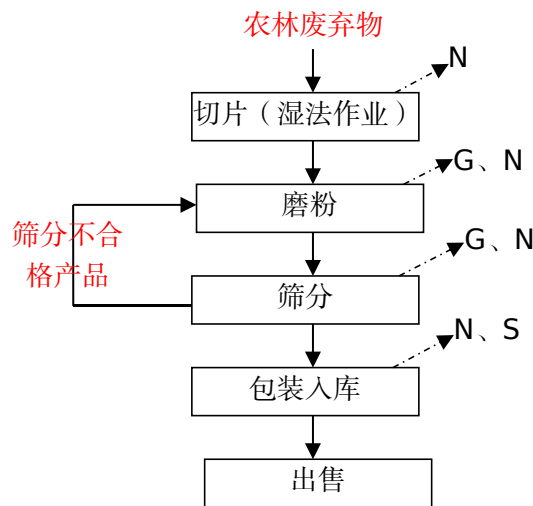 农林废弃物
N
切片（湿法作业）
G、N
磨粉
筛分不合
格产品
G、N
筛分
N、S
包装入库
出售